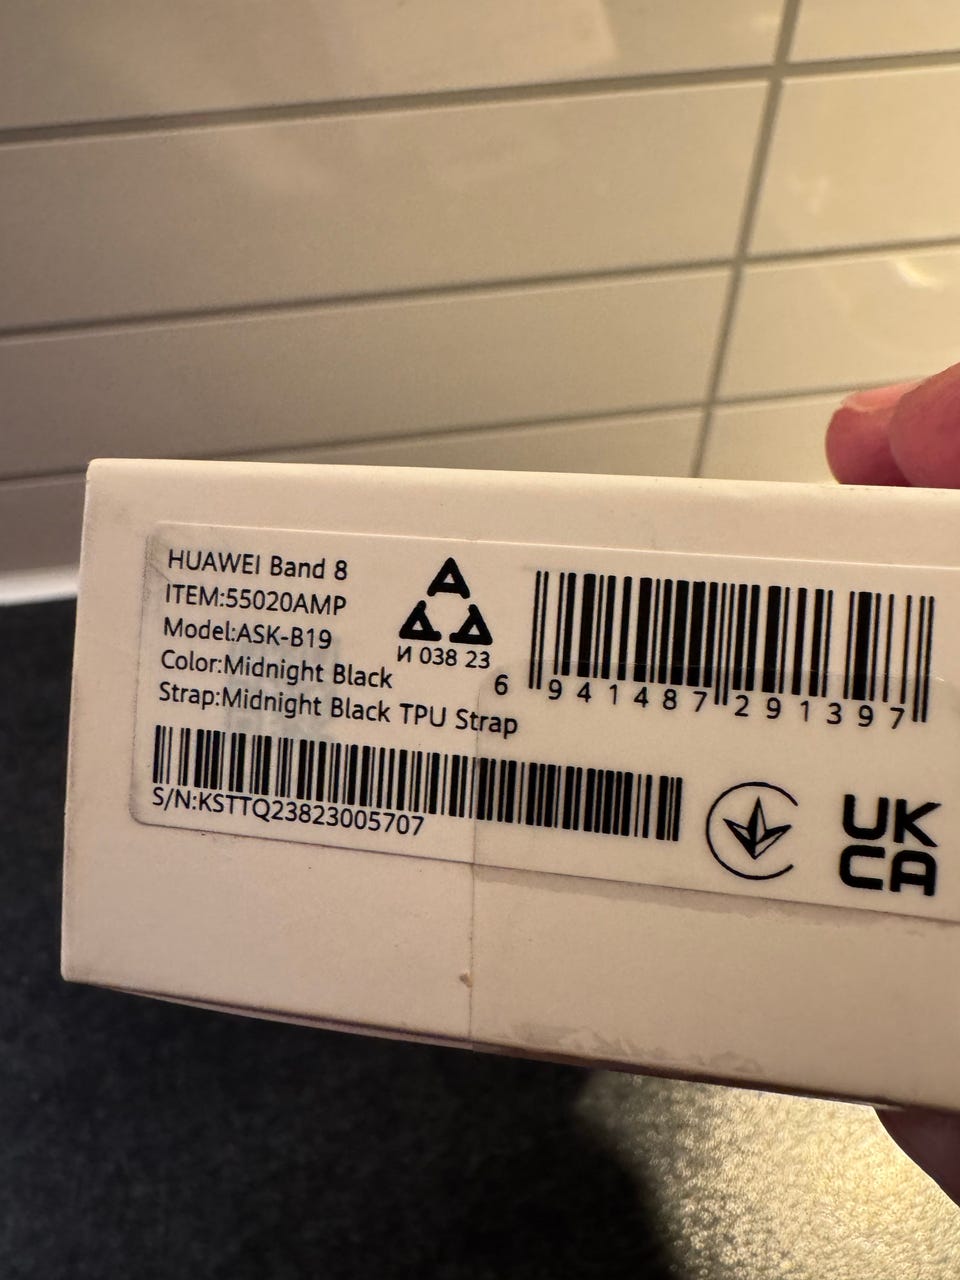 HUAWEI Band 8
ITEM:55020AMP
Model:ASK-B19
Color:Midnight Black
Strap:Midnight Black TPU Strap
S/N:KSTTQ23823005707
И 038 23
6 941487 291397
UK
CA